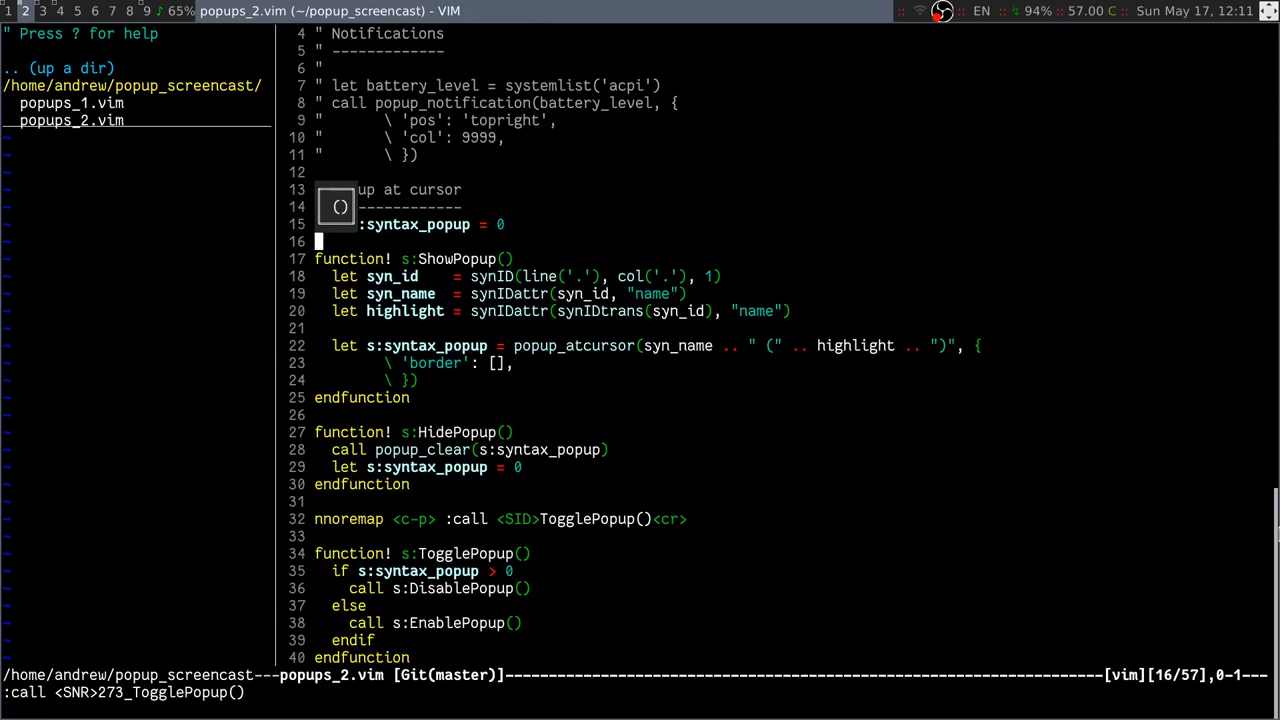 1 2 3 4 5 6 7 8 9 ♪ 65% popups_2.vim (~/popup_screencast) - VIM :: :: EN :: 94% :: 57.00 C :: Sun May 17, 12:11
" Press ? for help
.. (up a dir)
/home/andrew/popup_screencast/
popups_1.vim
popups_2.vim
4 " Notifications
5 " -------------
6 "
7 " let battery_level = systemlist('acpi')
8 " call popup_notification(battery_level, {
9 " \ 'pos': 'topright',
10 " \ 'col': 9999,
11 " \ })
12
13 up at cursor
14 () ------------
15 :syntax_popup = 0
16
17 function! s:ShowPopup()
18 let syn_id = synID(line('.'), col('.'), 1)
19 let syn_name = synIDattr(syn_id, "name")
20 let highlight = synIDattr(synIDtrans(syn_id), "name")
21
22 let s:syntax_popup = popup_atcursor(syn_name .. " (" .. highlight .. ")", {
23 \ 'border': [],
24 \ })
25 endfunction
26
27 function! s:HidePopup()
28 call popup_clear(s:syntax_popup)
29 let s:syntax_popup = 0
30 endfunction
31
32 nnoremap <c-p> :call <SID>TogglePopup()<cr>
33
34 function! s:TogglePopup()
35 if s:syntax_popup > 0
36 call s:DisablePopup()
37 else
38 call s:EnablePopup()
39 endif
40 endfunction
/home/andrew/popup_screencast---popups_2.vim [Git(master)]----------------------------------------------------------------------[vim][16/57],0-1---
:call <SNR>273_TogglePopup()